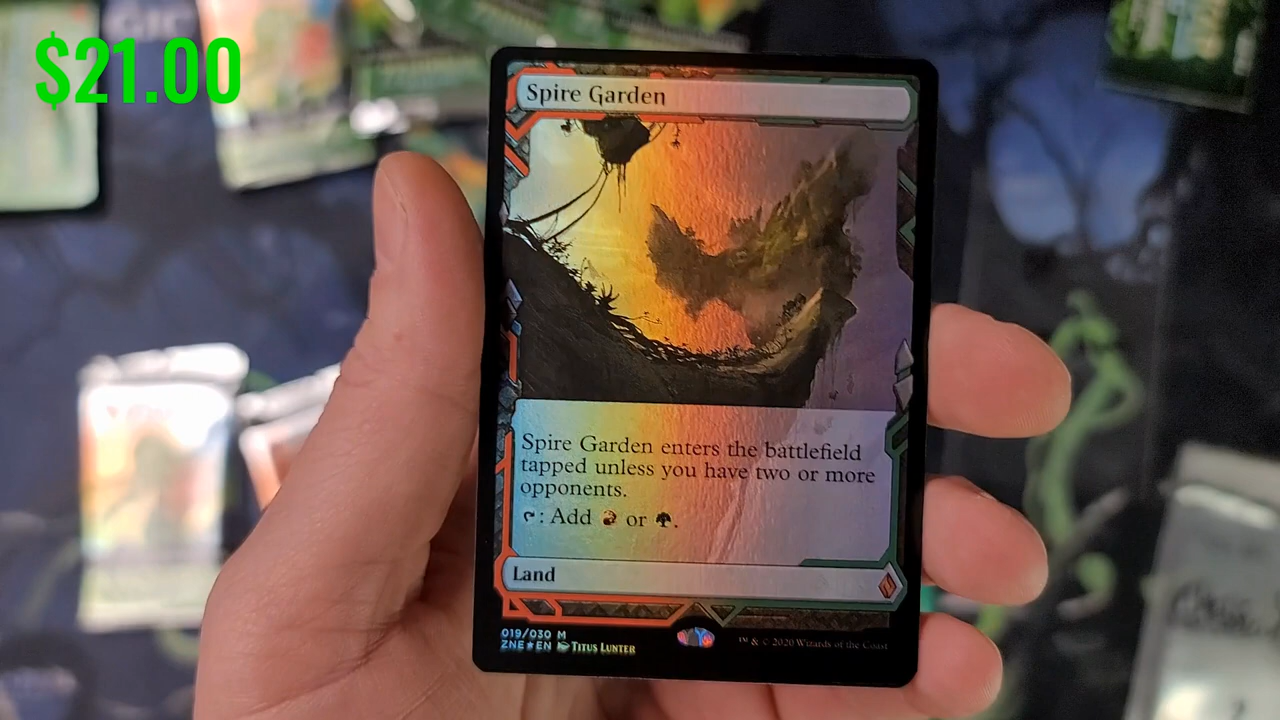 $21.00
Spire Garden
Spire Garden enters the battlefield
tapped unless you have two or more
opponents.
: Add or .
Land
019/030 M
ZNE★EN Titus Lunter
™ & © 2020 Wizards of the Coast